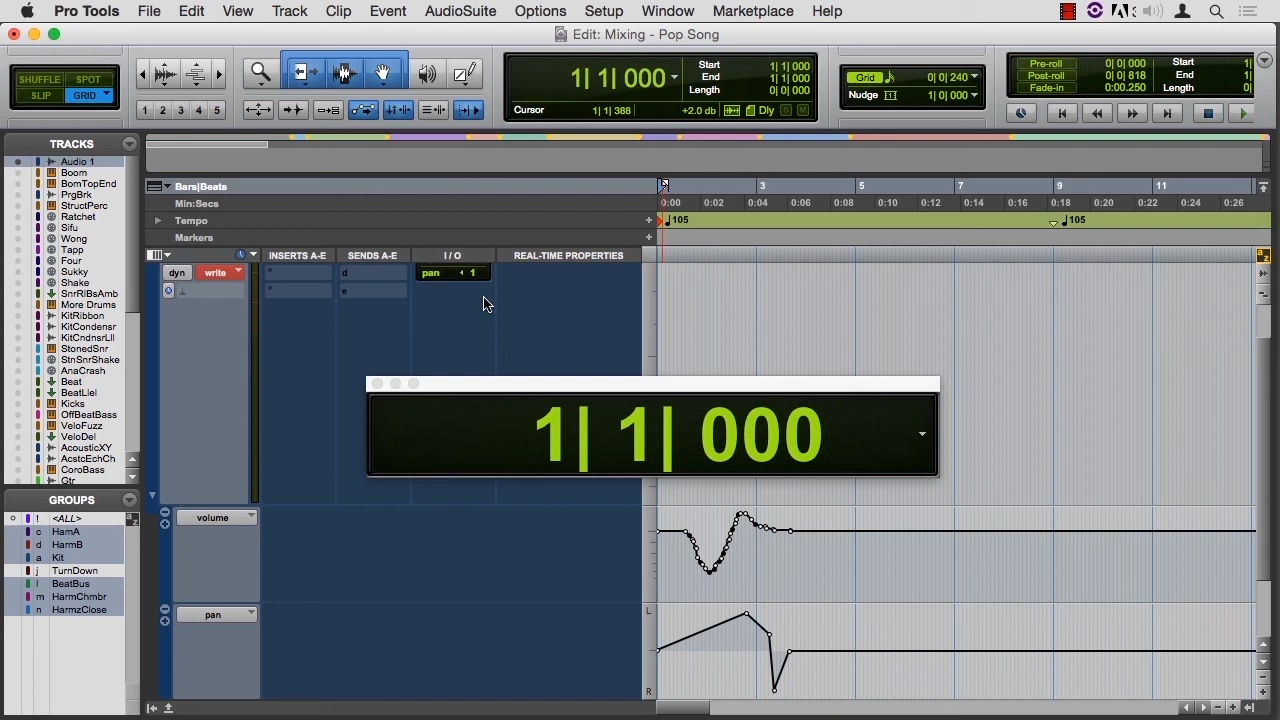 Pro Tools File Edit View Track Clip Event AudioSuite Options Setup Window Marketplace Help
Edit: Mixing - Pop Song
SHUFFLE SPOT
SLIP GRID
1 2 3 4 5
1| 1| 000
Start 1| 1| 000
End 1| 1| 000
Length 0| 0| 000
Cursor 1| 1| 388 +2.0 db Dly S M
Grid 0| 0| 240
Nudge 1| 0| 000
Pre-roll 0| 0| 000
Post-roll 0| 0| 818
Fade-in 0:00.250
Start 1|
End 1|
Length 0|
TRACKS
Audio 1
Boom
BomTopEnd
PrgBrk
StructPerc
Ratchet
Sifu
Wong
Tapp
Four
Sukky
Shake
SnrRIBsAmb
More Drums
KitRibbon
KitCondensr
KitCndnsrLll
StonedSnr
StnSnrShake
AnaCrash
Beat
BeatLlel
Kicks
OffBeatBass
VeloFuzz
VeloDel
AcousticXY
AcstcEchCh
CoroBass
Gtr
GROUPS
! <ALL>
c HamA
d HarmB
a Kit
j TurnDown
l BeatBus
m HarmChmbr
n HarmzClose
a z
Bars|Beats 3 5 7 9 11
Min:Secs 0:00 0:02 0:04 0:06 0:08 0:10 0:12 0:14 0:16 0:18 0:20 0:22 0:24 0:26
Tempo 105 105
Markers
INSERTS A-E SENDS A-E I / O REAL-TIME PROPERTIES
a z
dyn write d pan 1
e
1| 1| 000
volume
pan
L
R